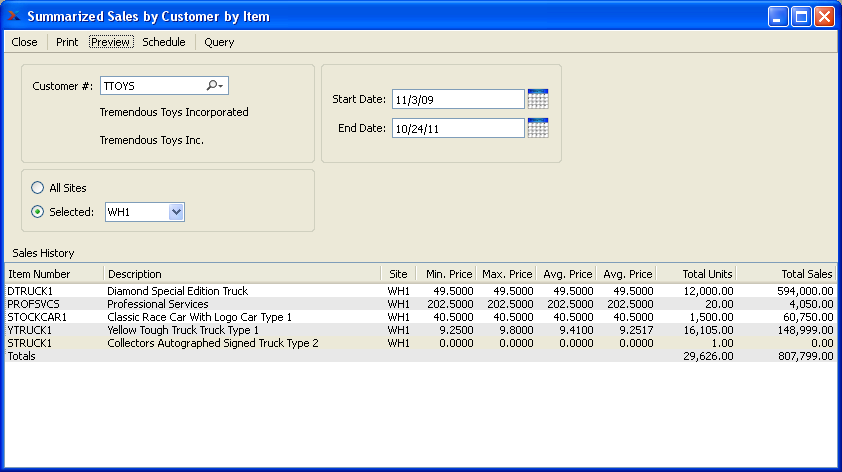 Summarized Sales by Customer by Item
Close Print Preview Schedule Query
Customer #: TTOYS
Tremendous Toys Incorporated
Tremendous Toys Inc.
Start Date: 11/3/09
End Date: 10/24/11
All Sites
Selected: WH1
Sales History
Item Number Description Site Min. Price Max. Price Avg. Price Avg. Price Total Units Total Sales
DTRUCK1 Diamond Special Edition Truck WH1 49.5000 49.5000 49.5000 49.5000 12,000.00 594,000.00
PROFSVCS Professional Services WH1 202.5000 202.5000 202.5000 202.5000 20.00 4,050.00
STOCKCAR1 Classic Race Car With Logo Car Type 1 WH1 40.5000 40.5000 40.5000 40.5000 1,500.00 60,750.00
YTRUCK1 Yellow Tough Truck Truck Type 1 WH1 9.2500 9.8000 9.4100 9.2517 16,105.00 148,999.00
STRUCK1 Collectors Autographed Signed Truck Type 2 WH1 0.0000 0.0000 0.0000 0.0000 1.00 0.00
Totals 29,626.00 807,799.00